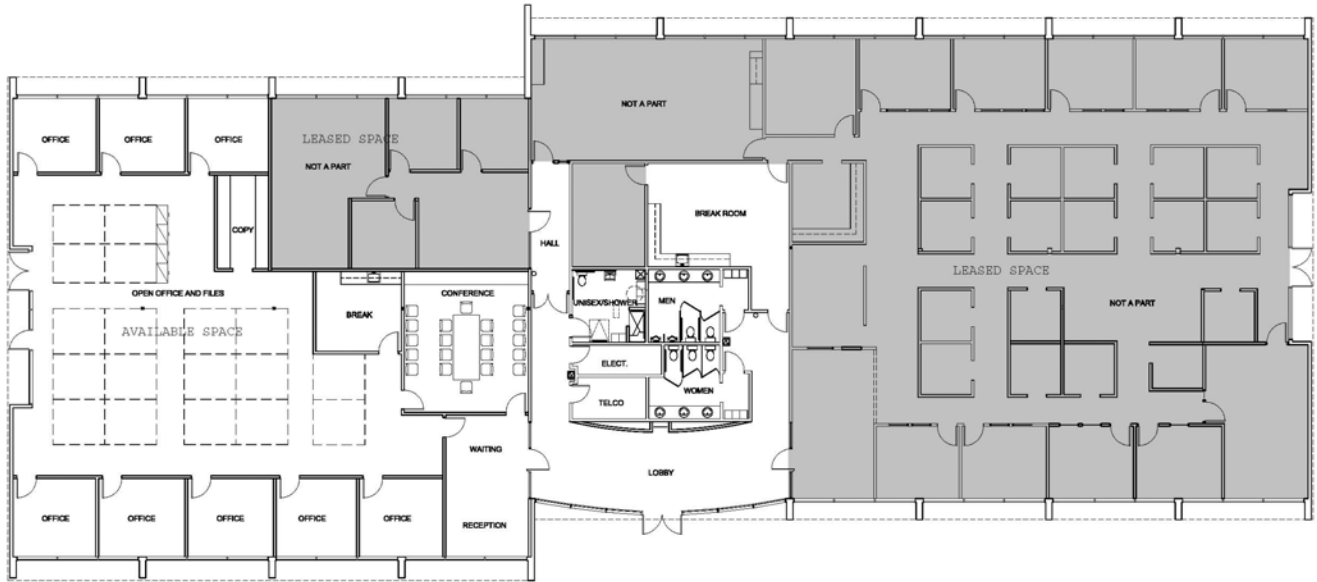 NOT A PART
OFFICE
OFFICE
OFFICE
LEASED SPACE
NOT A PART
COPY
HALL
BREAK ROOM
OPEN OFFICE AND FILES
AVAILABLE SPACE
BREAK
CONFERENCE
UNISEX/SHOWER
MEN
LEASED SPACE
NOT A PART
ELECT.
TELCO
WOMEN
WAITING
RECEPTION
LOBBY
OFFICE
OFFICE
OFFICE
OFFICE
OFFICE